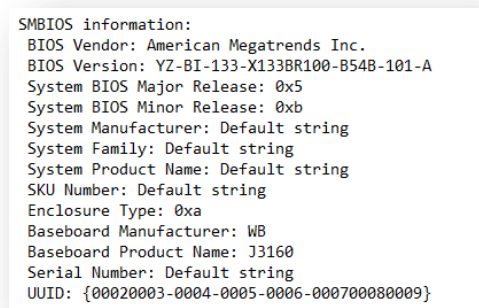 SMBIOS information:
BIOS Vendor: American Megatrends Inc.
BIOS Version: YZ-BI-133-X133BR100-B54B-101-A
System BIOS Major Release: 0x5
System BIOS Minor Release: 0xb
System Manufacturer: Default string
System Family: Default string
System Product Name: Default string
SKU Number: Default string
Enclosure Type: 0xa
Baseboard Manufacturer: WB
Baseboard Product Name: J3160
Serial Number: Default string
UUID: {00020003-0004-0005-0006-000700080009}